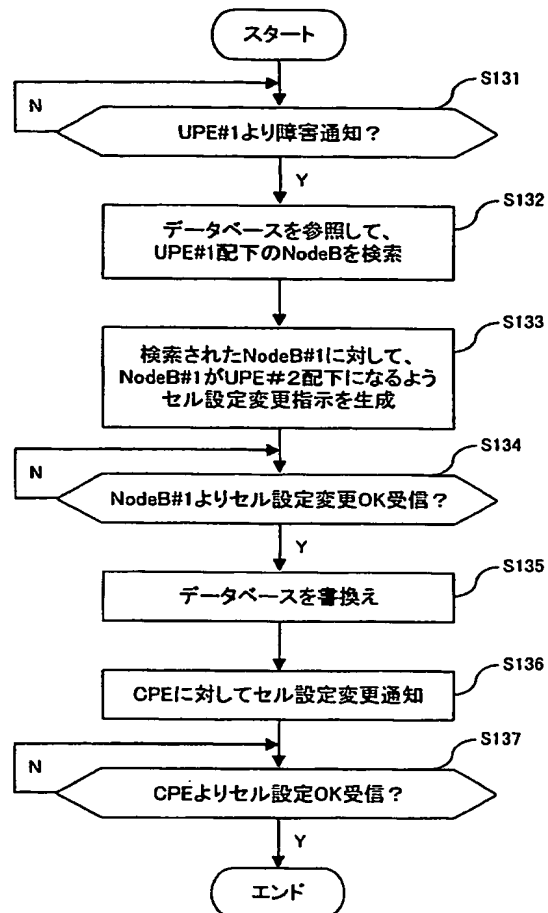 スタート
S131
N
UPE#1より障害通知？
Y
S132
データベースを参照して、
UPE#1配下のNodeBを検索
S133
検索されたNodeB#1に対して、
NodeB#1がUPE＃2配下になるよう
セル設定変更指示を生成
S134
N
NodeB#1よりセル設定変更OK受信？
Y
S135
データベースを書換え
S136
CPEに対してセル設定変更通知
S137
N
CPEよりセル設定OK受信？
Y
エンド